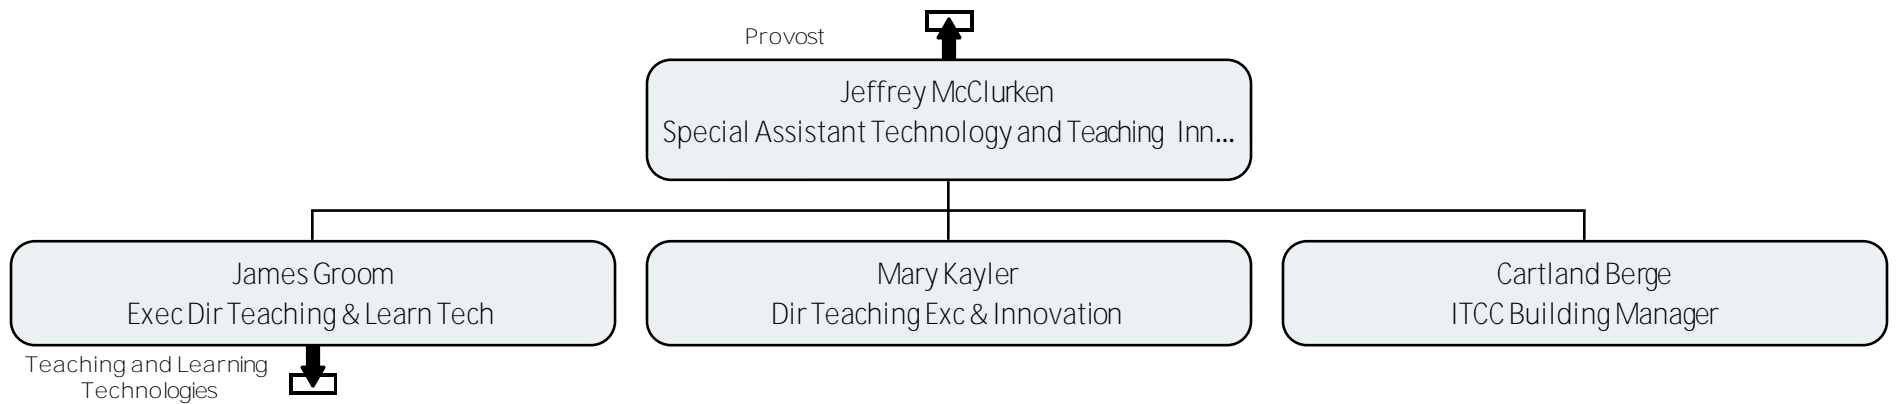 Provost
Jeffrey McClurken
Special Assistant Technology and Teaching Inn...
James Groom
Exec Dir Teaching & Learn Tech
Mary Kayler
Dir Teaching Exc & Innovation
Cartland Berge
ITCC Building Manager
Teaching and Learning
Technologies